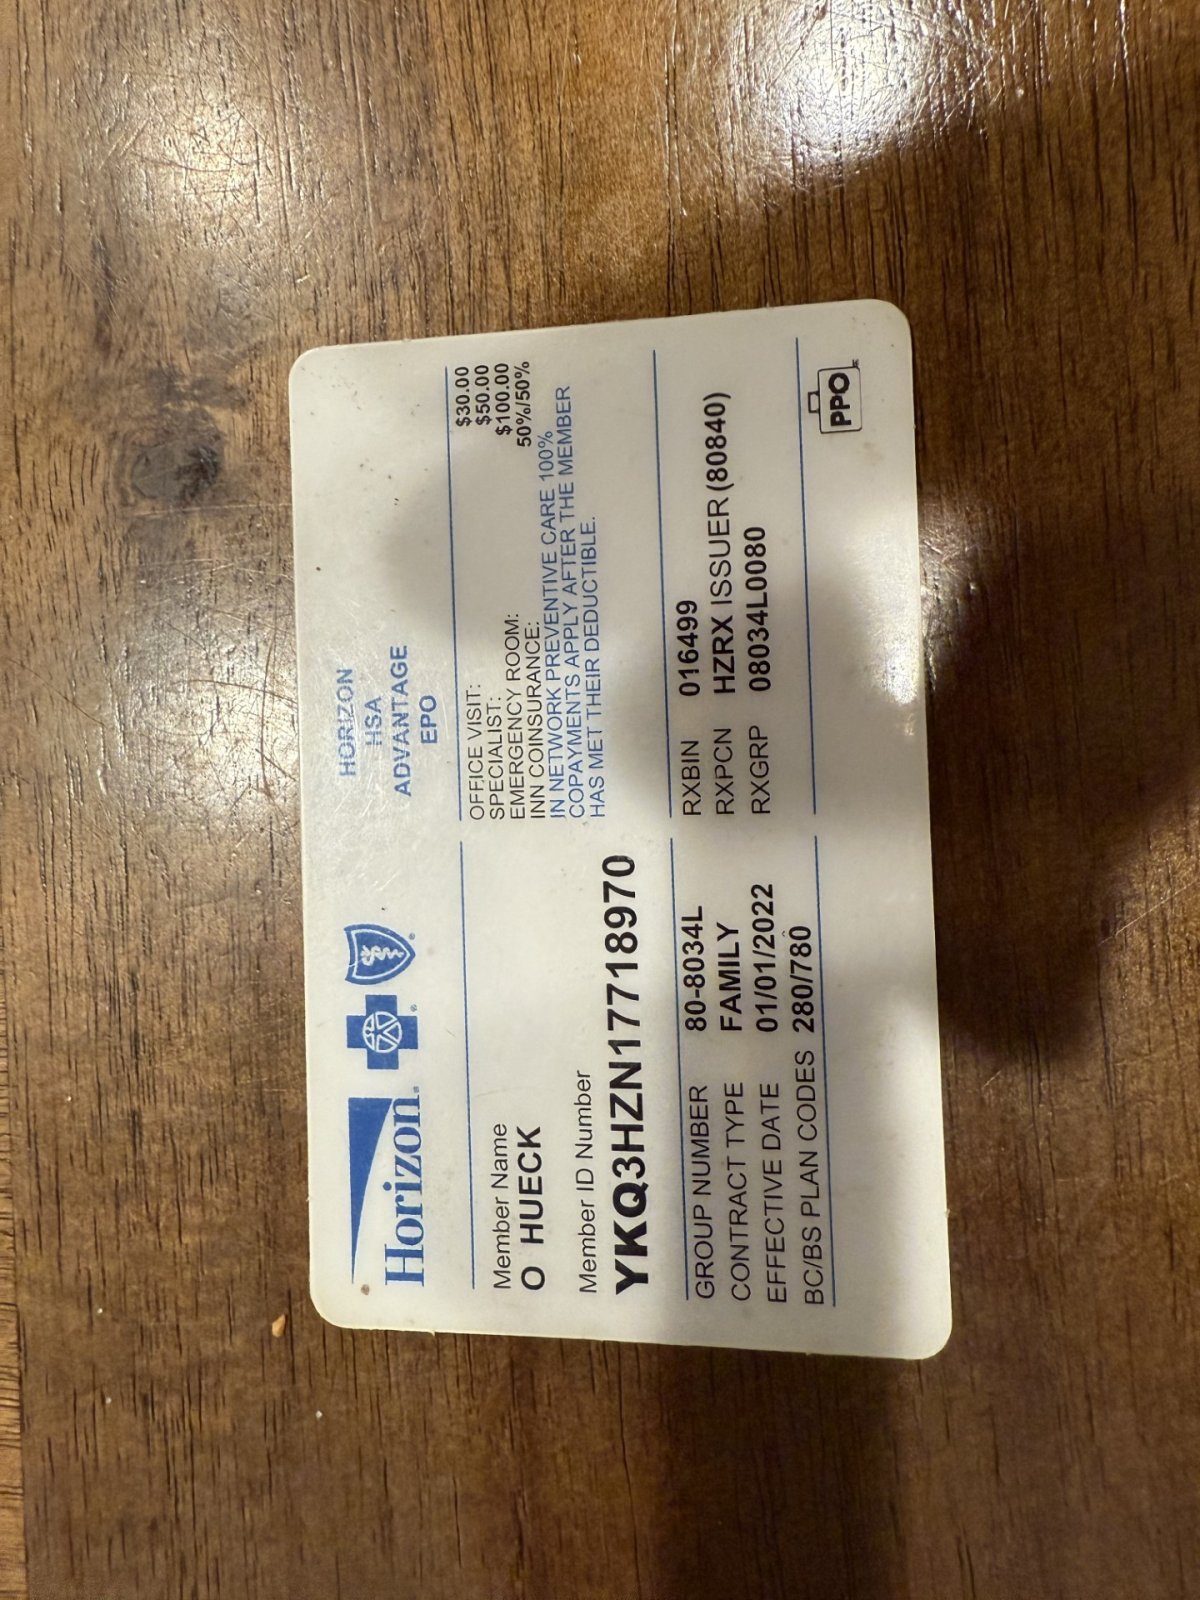 Horizon
HORIZON
HSA
ADVANTAGE
EPO
Member Name
O HUECK
Member ID Number
YKQ3HZN17718970
GROUP NUMBER 80-8034L
CONTRACT TYPE FAMILY
EFFECTIVE DATE 01/01/2022
BC/BS PLAN CODES 280/780
OFFICE VISIT: $30.00
SPECIALIST: $50.00
EMERGENCY ROOM: $100.00
INN COINSURANCE: 50%/50%
IN NETWORK PREVENTIVE CARE 100%
COPAYMENTS APPLY AFTER THE MEMBER
HAS MET THEIR DEDUCTIBLE.
RXBIN 016499
RXPCN HZRX ISSUER (80840)
RXGRP 08034L0080
PPO